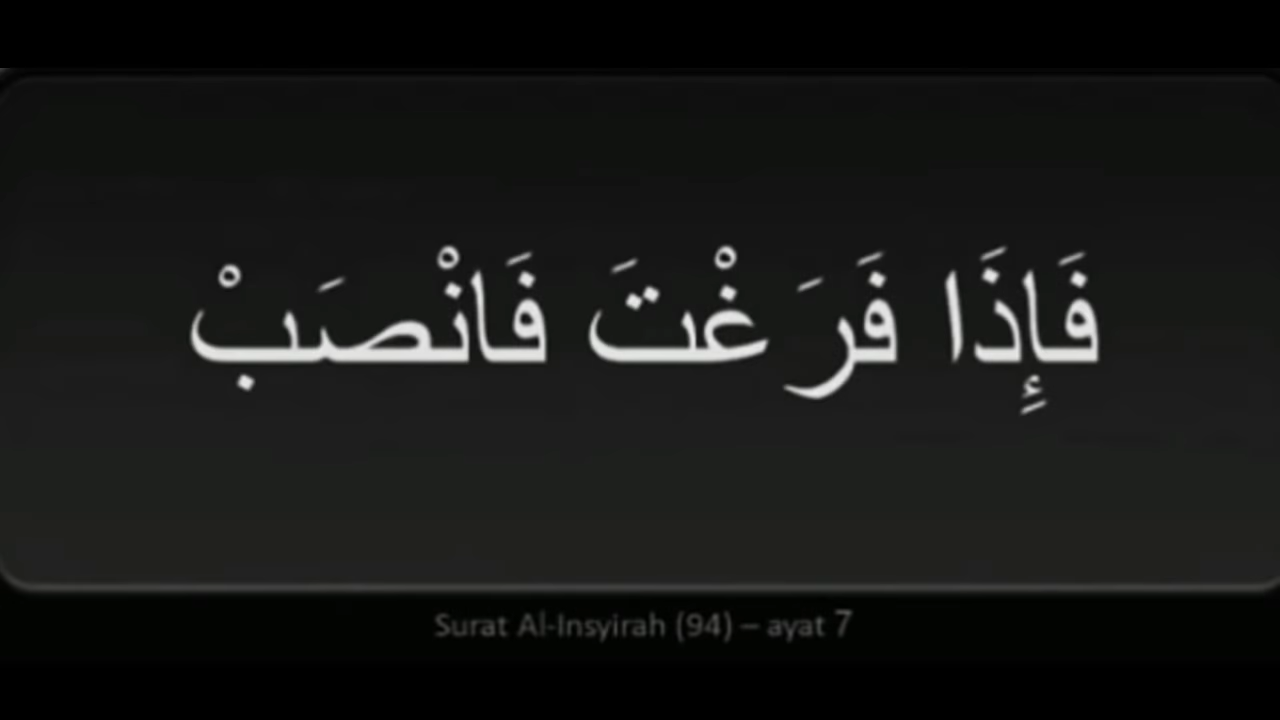 فَإِذَا فَرَغْتَ فَانْصَبْ
Surat Al-Insyirah (94) – ayat 7